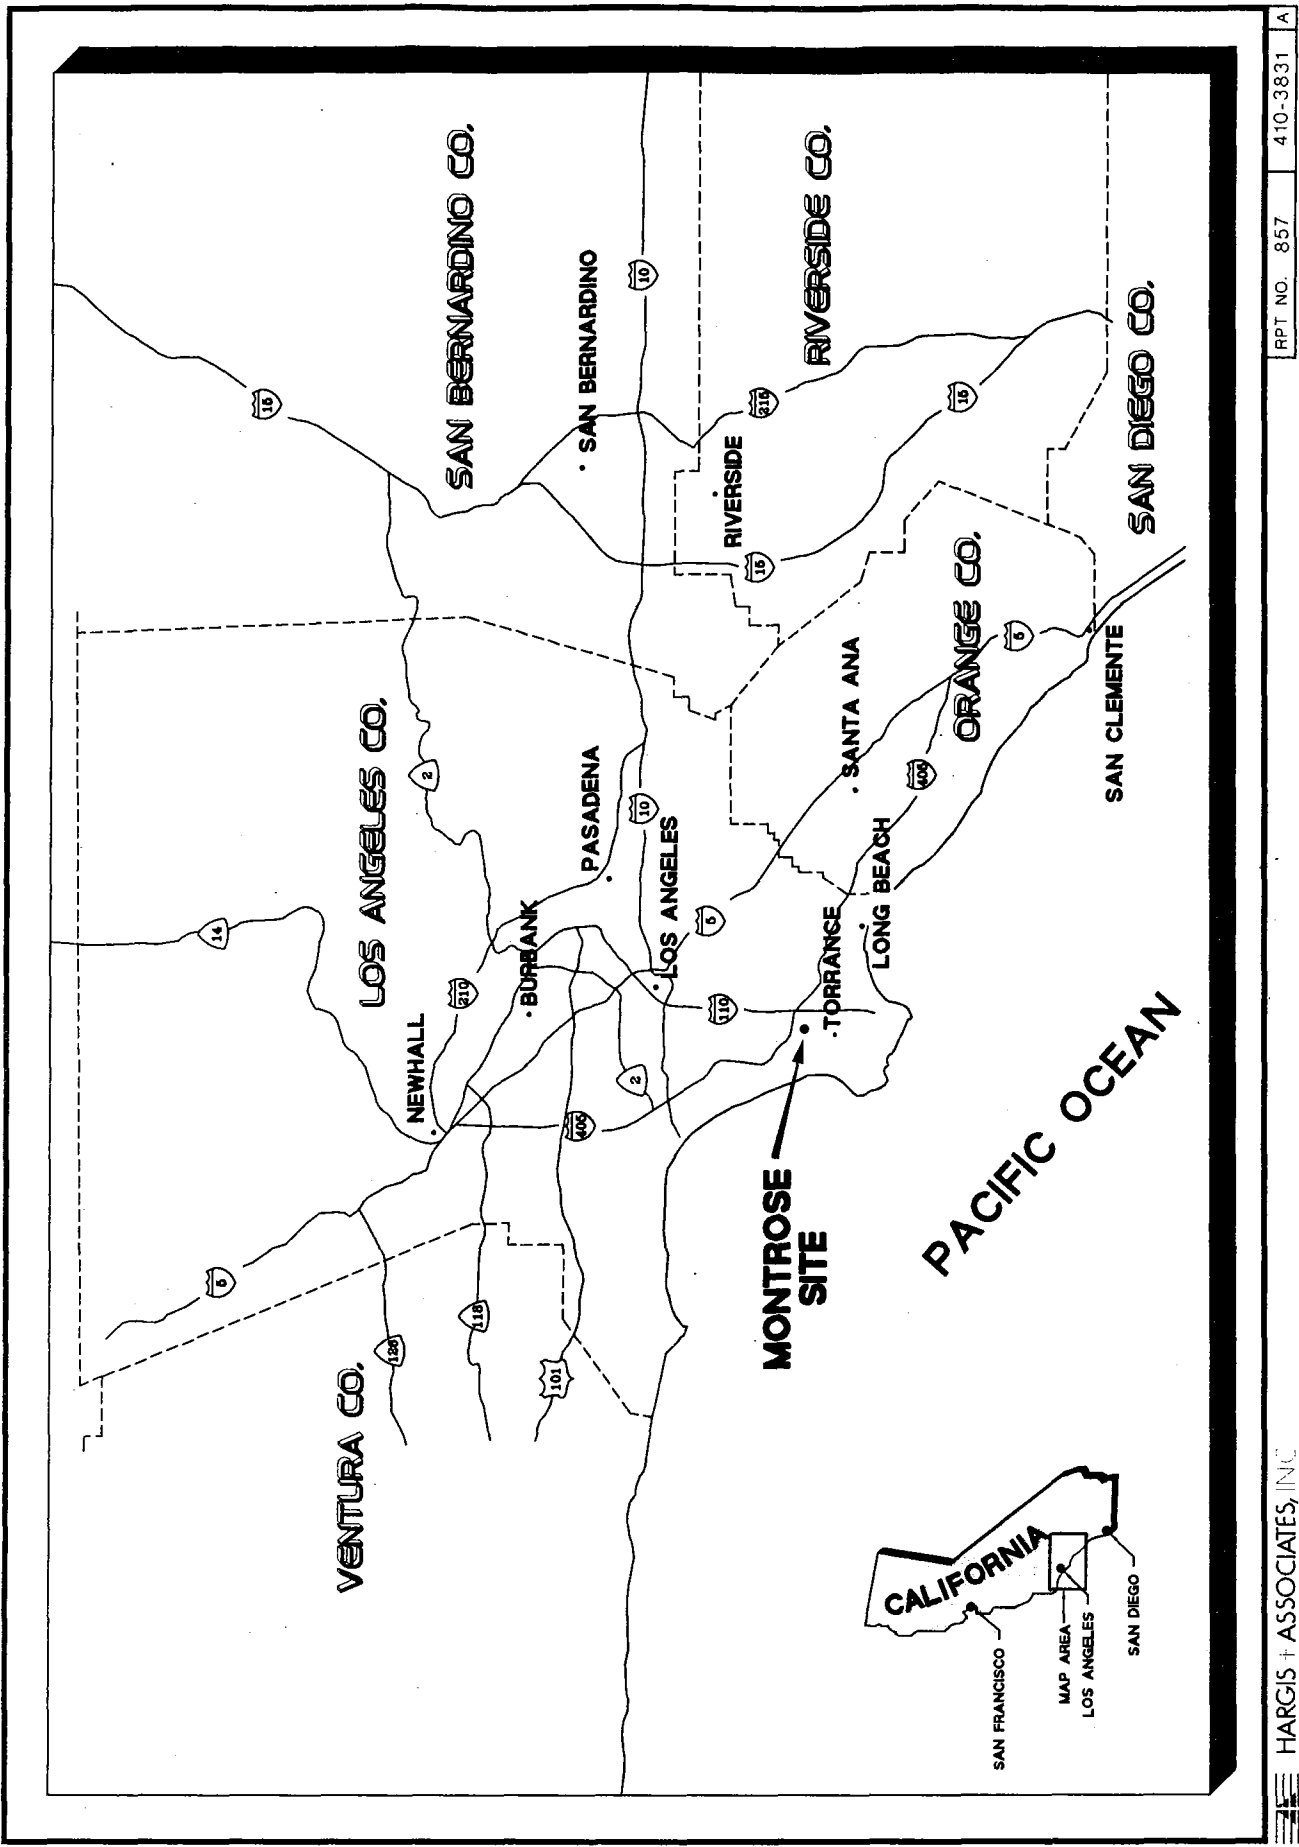 5
14
15
VENTURA CO.
LOS ANGELES CO.
126
NEWHALL
2
SAN BERNARDINO CO.
210
118
BURBANK
101
405
PASADENA
SAN BERNARDINO
2
10
10
LOS ANGELES
5
110
RIVERSIDE
15
215
MONTROSE
SITE
RIVERSIDE CO.
TORRANCE
SANTA ANA
LONG BEACH
405
CALIFORNIA
15
ORANGE CO.
PACIFIC OCEAN
SAN FRANCISCO
5
MAP AREA
LOS ANGELES
SAN CLEMENTE
SAN DIEGO
SAN DIEGO CO.
HARGIS + ASSOCIATES, INC
RPT NO. 857
410-3831 A